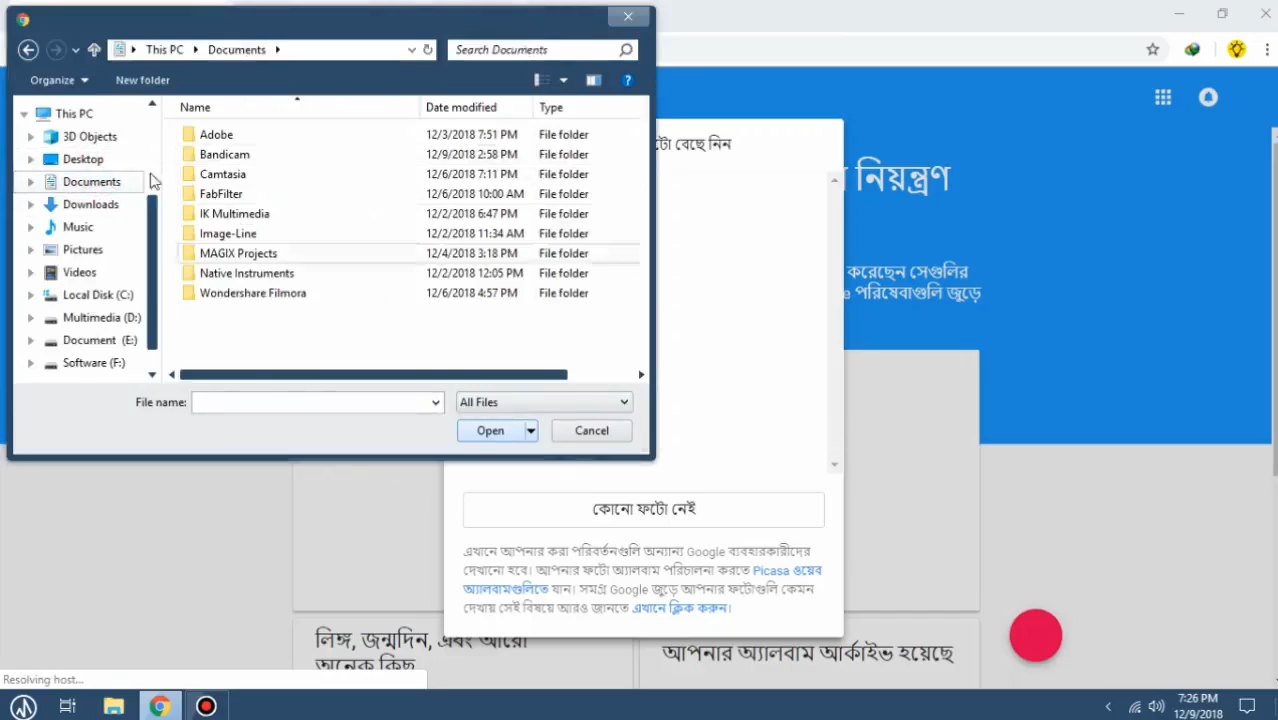 This PC
Documents
Search Documents
Organize
New folder
This PC
3D Objects
Desktop
Documents
Downloads
Music
Pictures
Videos
Local Disk (C:)
Multimedia (D:)
Document (E:)
Software (F:)
Name Date modified Type
Adobe 12/3/2018 7:51 PM File folder
Bandicam 12/9/2018 2:58 PM File folder
Camtasia 12/6/2018 7:11 PM File folder
FabFilter 12/6/2018 10:00 AM File folder
IK Multimedia 12/2/2018 6:47 PM File folder
Image-Line 12/2/2018 11:34 AM File folder
MAGIX Projects 12/4/2018 3:18 PM File folder
Native Instruments 12/2/2018 12:05 PM File folder
Wondershare Filmora 12/6/2018 4:57 PM File folder
File name:
All Files
Open
Cancel
বেছে নিন
নিয়ন্ত্রণ
করেছেন সেগুলির
পরিষেবাগুলি জুড়ে
কোনো ফটো নেই
এখানে আপনার করা পরিবর্তনগুলি অন্যান্য Google ব্যবহারকারীদের
দেখানো হবে। আপনার ফটো অ্যালবাম পরিচালনা করতে Picasa ওয়েব
অ্যালবামগুলিতে যান। সমগ্র Google জুড়ে আপনার ফটোগুলি কেমন
দেখায় সেই বিষয়ে আরও জানতে এখানে ক্লিক করুন।
লিঙ্গ, জন্মদিন, এবং আরো
অনেক কিছু
আপনার অ্যালবাম আর্কাইভ হয়েছে
Resolving host...
7:26 PM
12/9/2018